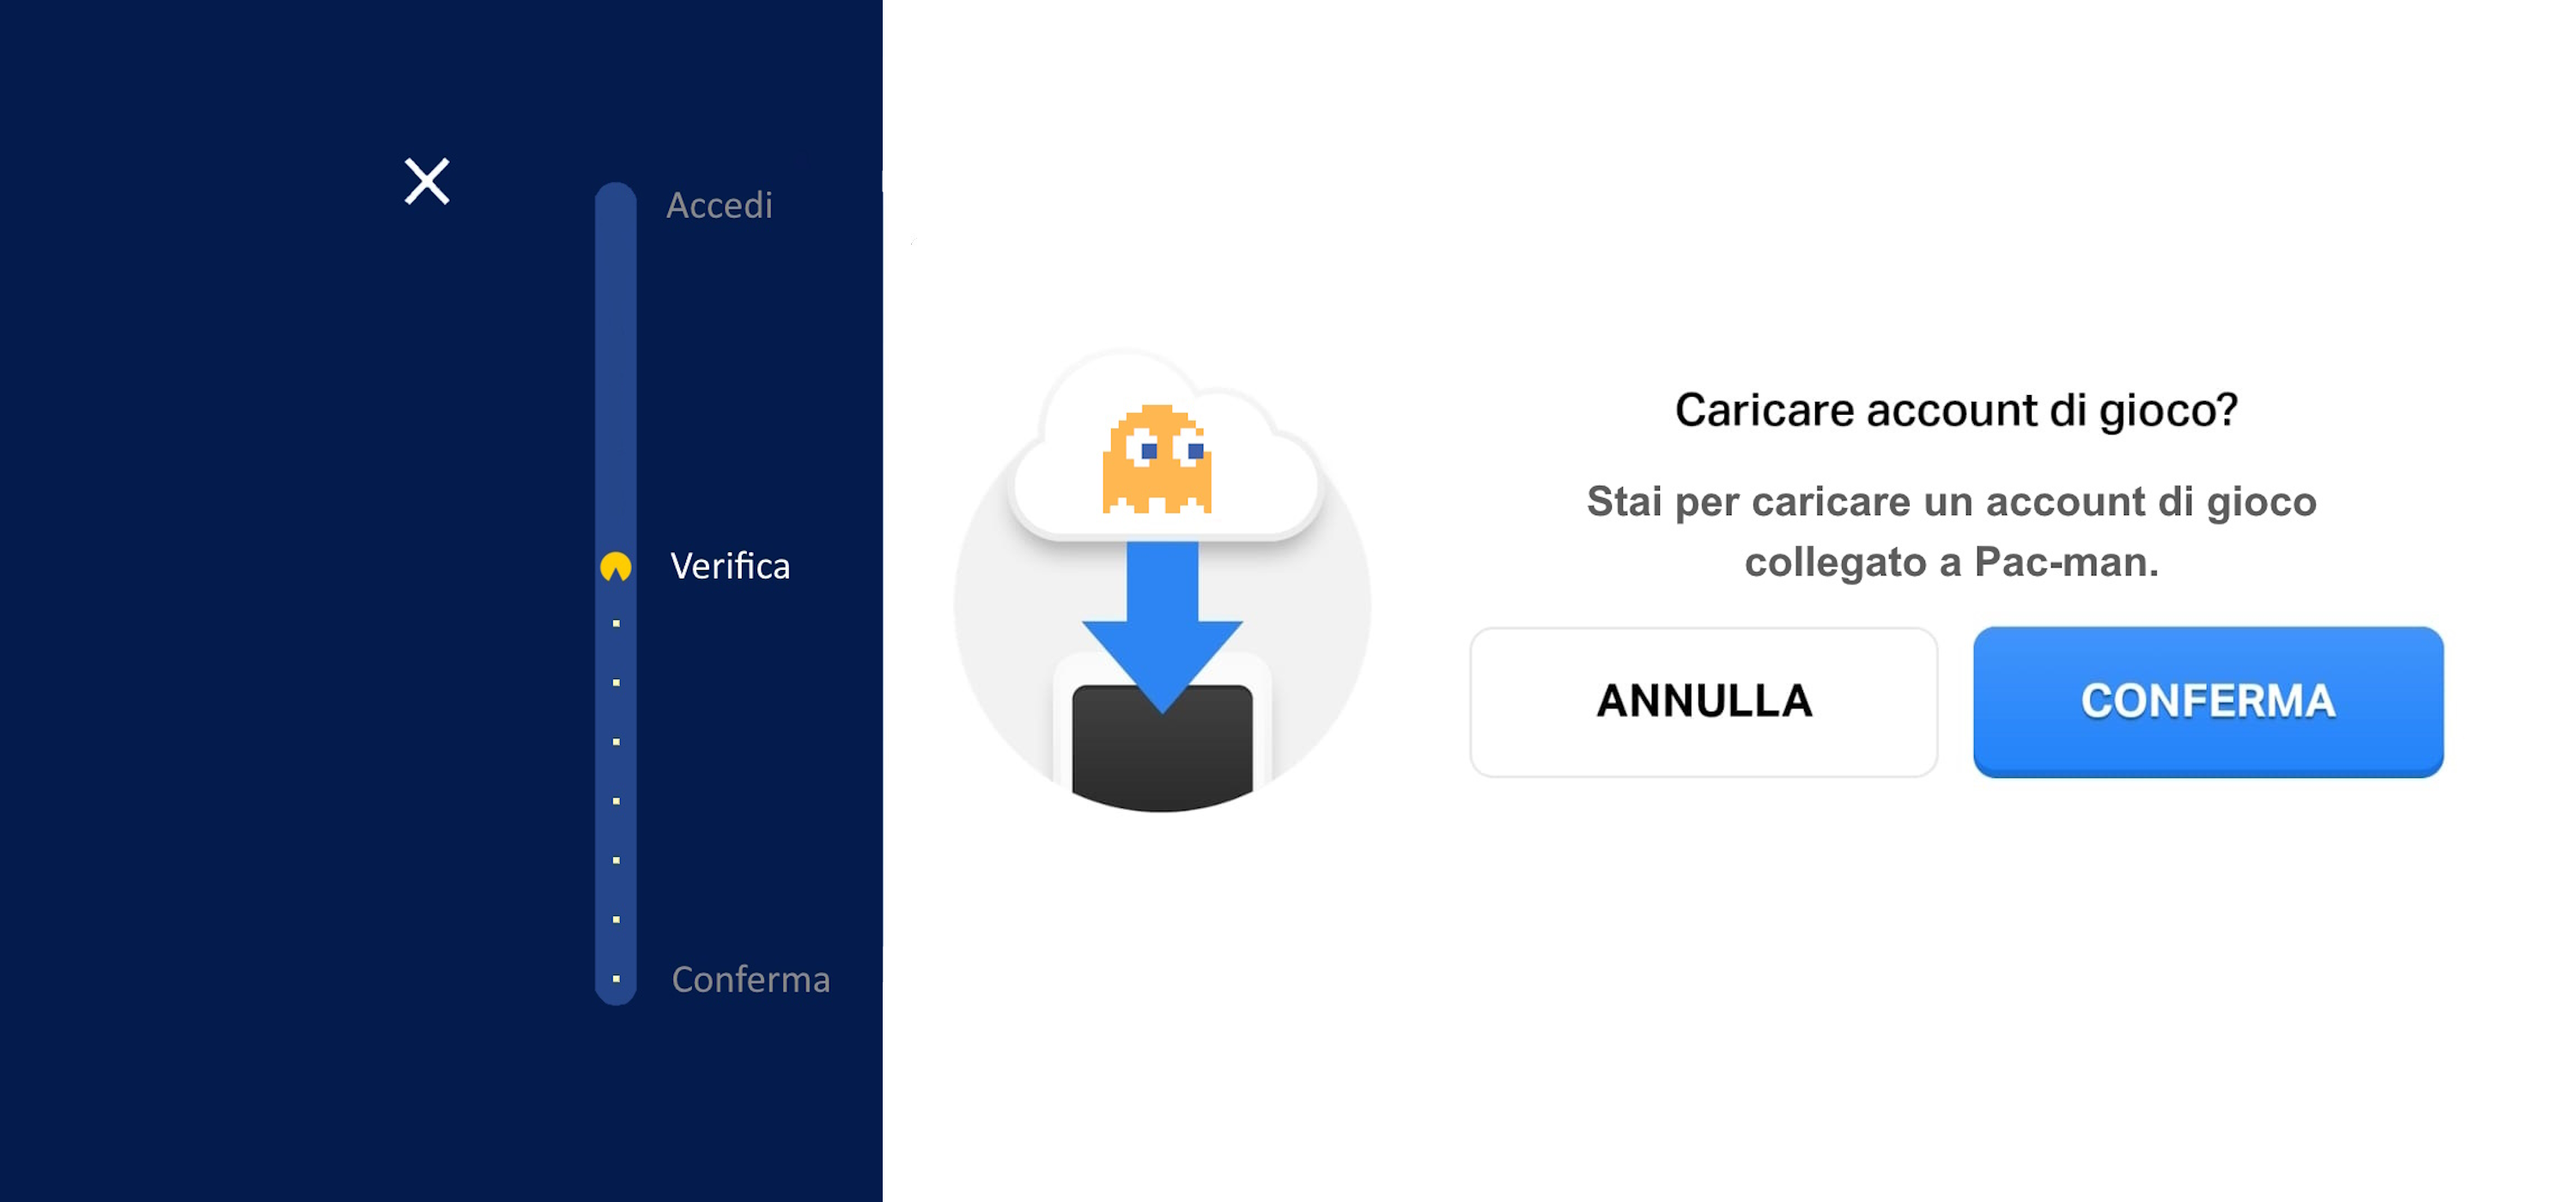 Accedi
Verifica
Conferma
Caricare account di gioco?
Stai per caricare un account di gioco
collegato a Pac-man.
ANNULLA
CONFERMA